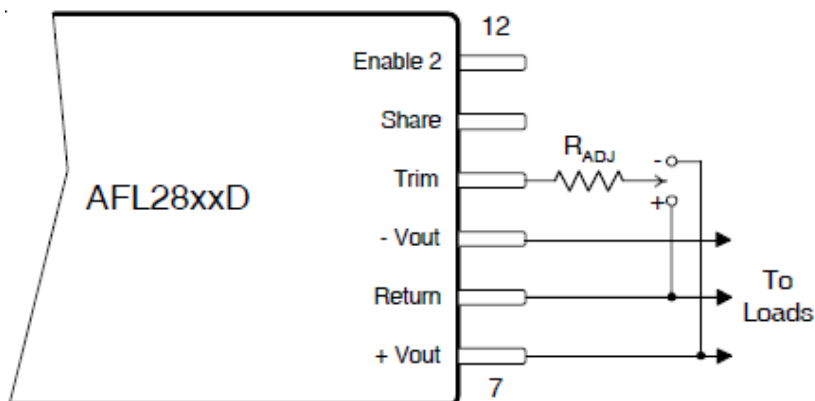 12
Enable 2
Share
RADJ
-
Trim
+
AFL28xxD
- Vout
Return
To
Loads
+ Vout
7